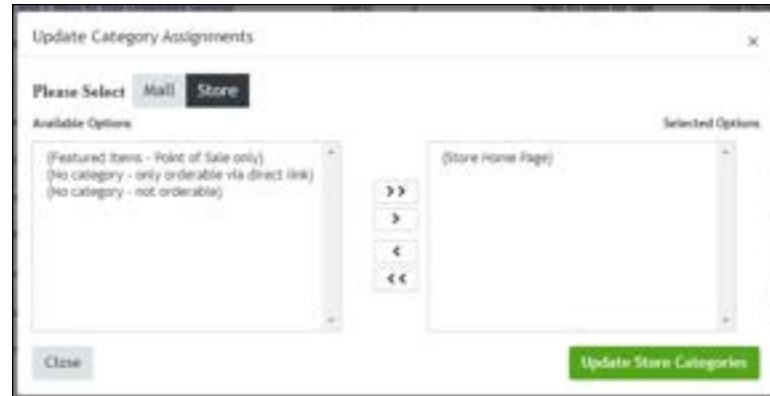 Update Category Assignments
×
Please Select Mall Store
Available Options
Selected Options
(Featured Items - Point of Sale only)
(No category - only orderable via direct link)
(No category - not orderable)
(Store Home Page)
>>
>
<
<<
Close
Update Store Categories